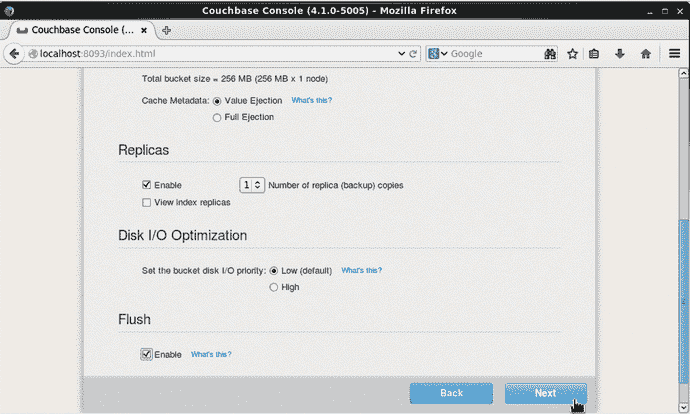 Couchbase Console (4.1.0-5005) - Mozilla Firefox
Couchbase Console (4....
localhost:8093/index.html
Google
Total bucket size = 256 MB (256 MB x 1 node)
Cache Metadata: Value Ejection What's this?
Full Ejection
Replicas
Enable 1 Number of replica (backup) copies
View index replicas
Disk I/O Optimization
Set the bucket disk I/O priority: Low (default) What's this?
High
Flush
Enable What's this?
Back Next